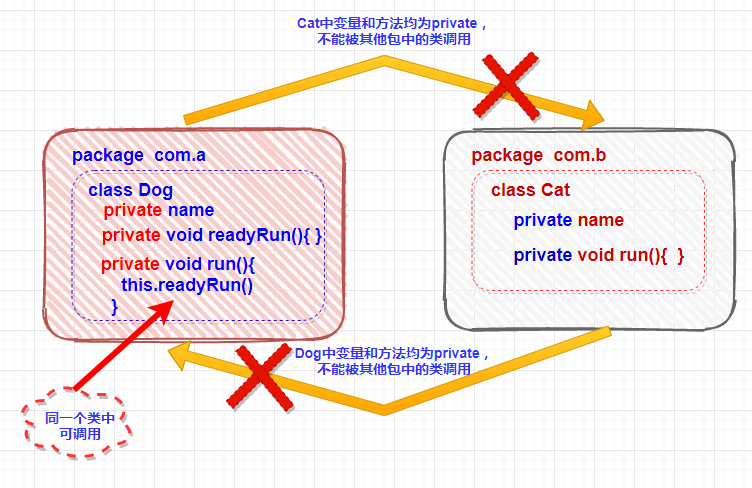 Cat中变量和方法均为private，
不能被其他包中的类调用
package  com.a
class Dog
private name
private void readyRun(){ }
private void run(){
this.readyRun()
}
package  com.b
class Cat
private name
private void run(){  }
Dog中变量和方法均为private，
不能被其他包中的类调用
同一个类中
可调用